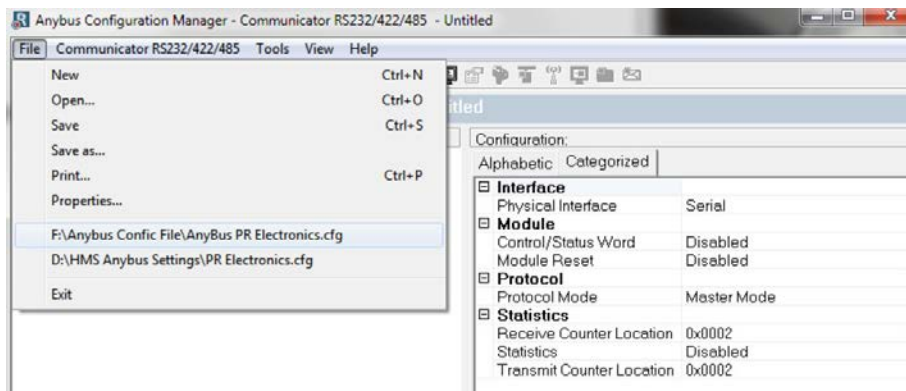 Anybus Configuration Manager - Communicator RS232/422/485 - Untitled
File Communicator RS232/422/485 Tools View Help
New Ctrl+N
Open... Ctrl+O
Save Ctrl+S
Save as...
Print... Ctrl+P
Properties...
F:\Anybus Confic File\AnyBus PR Electronics.cfg
D:\HMS Anybus Settings\PR Electronics.cfg
Exit
tled
Configuration:
Alphabetic Categorized
Interface
Physical Interface Serial
Module
Control/Status Word Disabled
Module Reset Disabled
Protocol
Protocol Mode Master Mode
Statistics
Receive Counter Location 0x0002
Statistics Disabled
Transmit Counter Location 0x0002